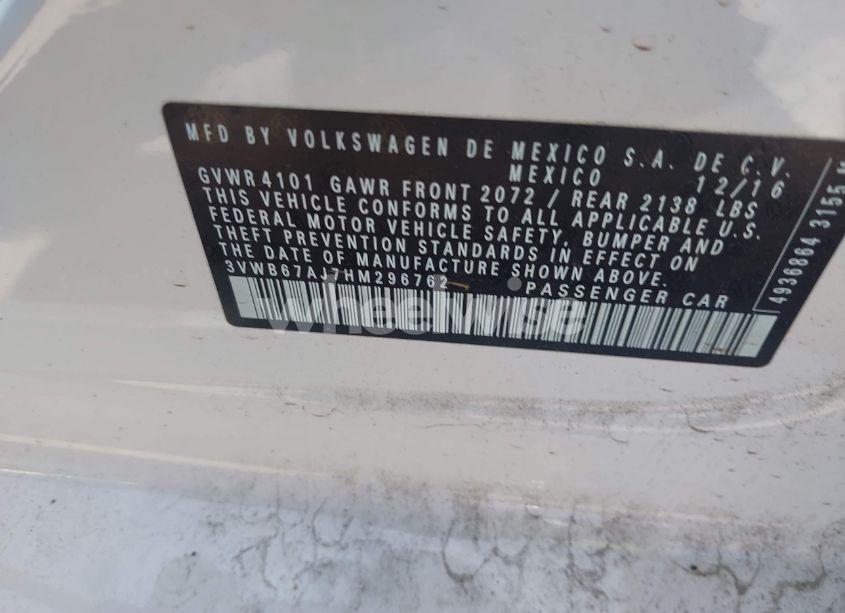 MFD BY VOLKSWAGEN DE MEXICO S.A. DE C.V.
MEXICO 12/16
GVWR 4101 GAWR FRONT 2072 / REAR 2138 LBS
THIS VEHICLE CONFORMS TO ALL APPLICABLE U.S.
FEDERAL MOTOR VEHICLE SAFETY, BUMPER AND
THEFT PREVENTION STANDARDS IN EFFECT ON
THE DATE OF MANUFACTURE SHOWN ABOVE.
3VWB67AJ7HM296762 PASSENGER CAR
4936864 3155
wheelwise